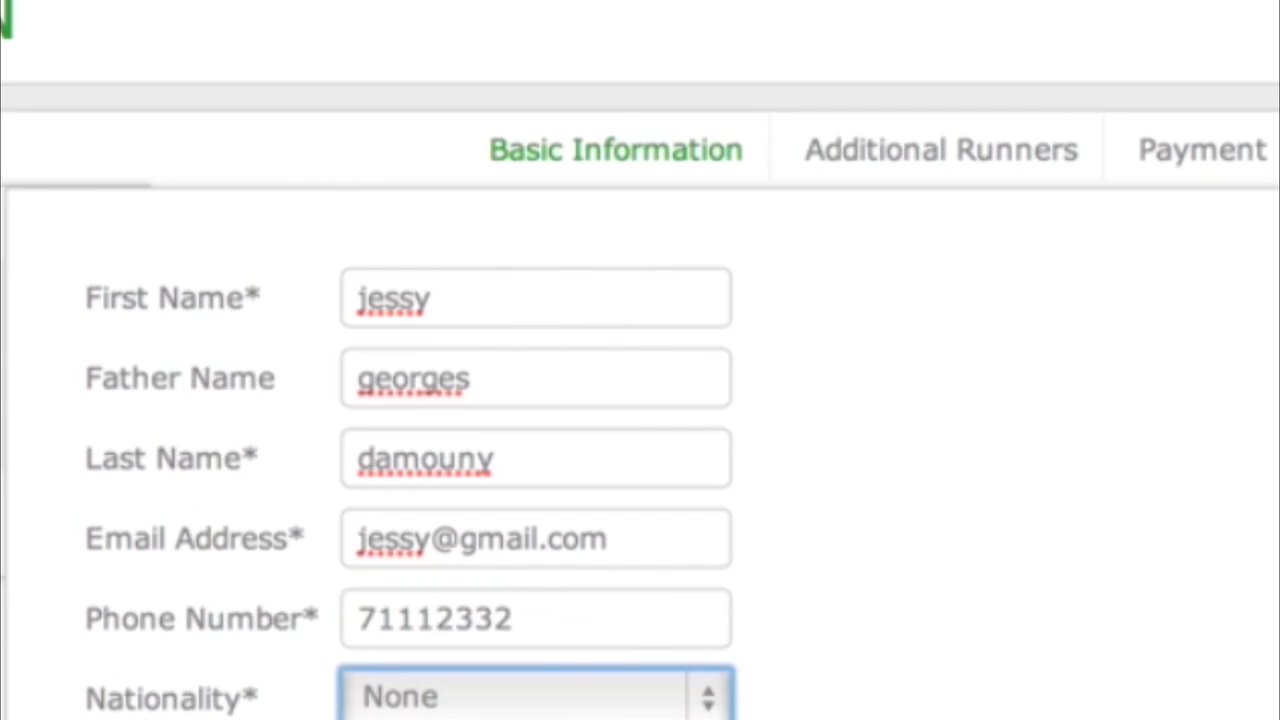 Basic Information Additional Runners Payment
First Name* jessy
Father Name georges
Last Name* damouny
Email Address* jessy@gmail.com
Phone Number* 71112332
Nationality* None